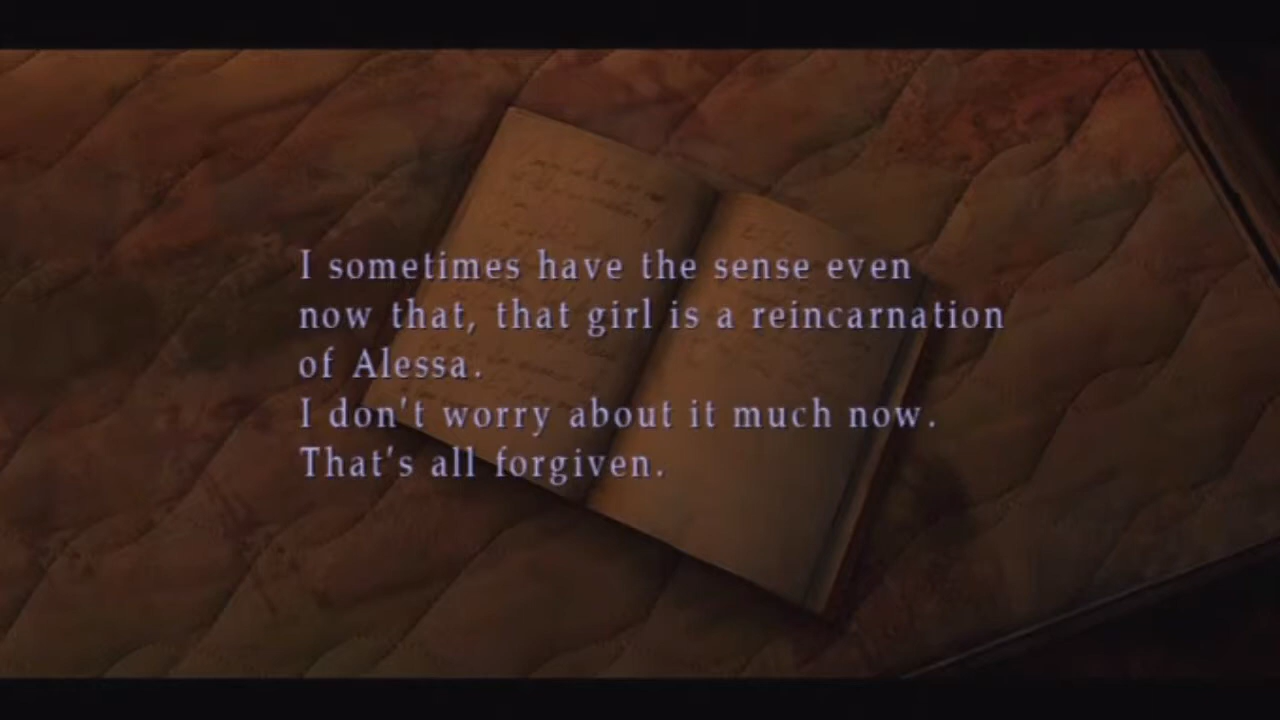 I sometimes have the sense even
now that, that girl is a reincarnation
of Alessa.
I don't worry about it much now.
That's all forgiven.